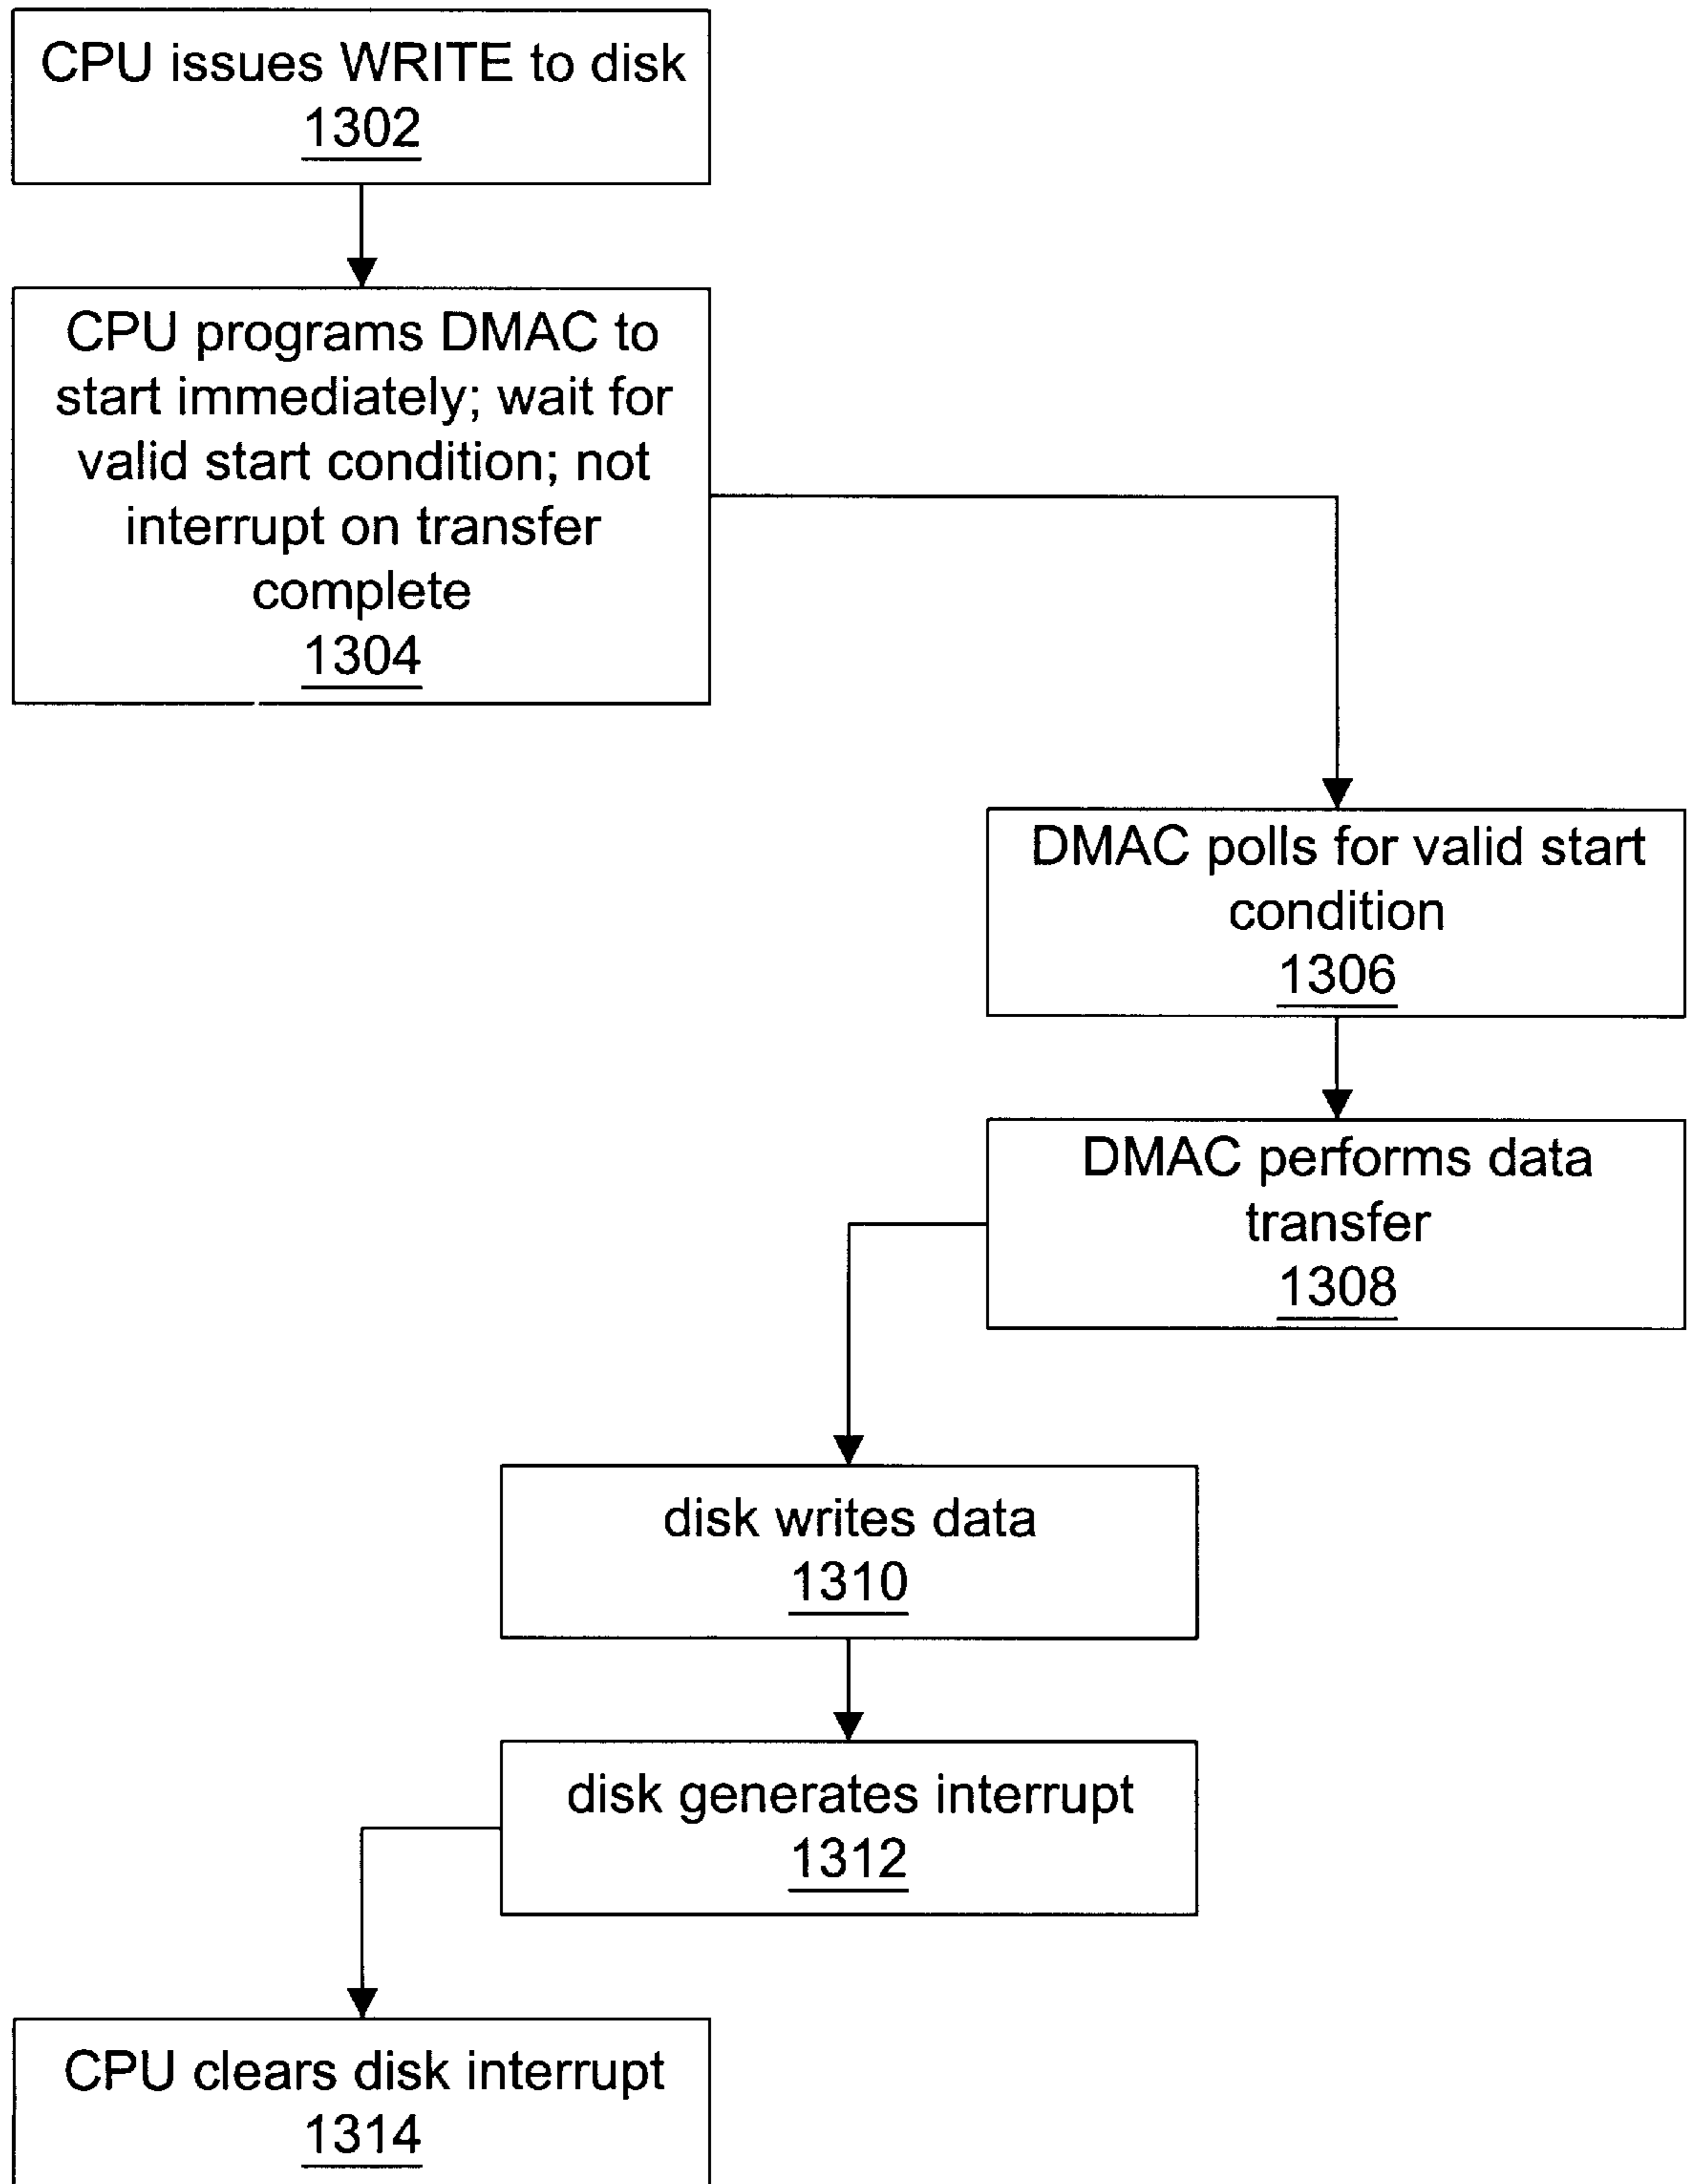 CPU issues WRITE to disk
1302
CPU programs DMAC to
start immediately; wait for
valid start condition; not
interrupt on transfer
complete
1304
DMAC polls for valid start
condition
1306
DMAC performs data
transfer
1308
disk writes data
1310
disk generates interrupt
1312
CPU clears disk interrupt
1314